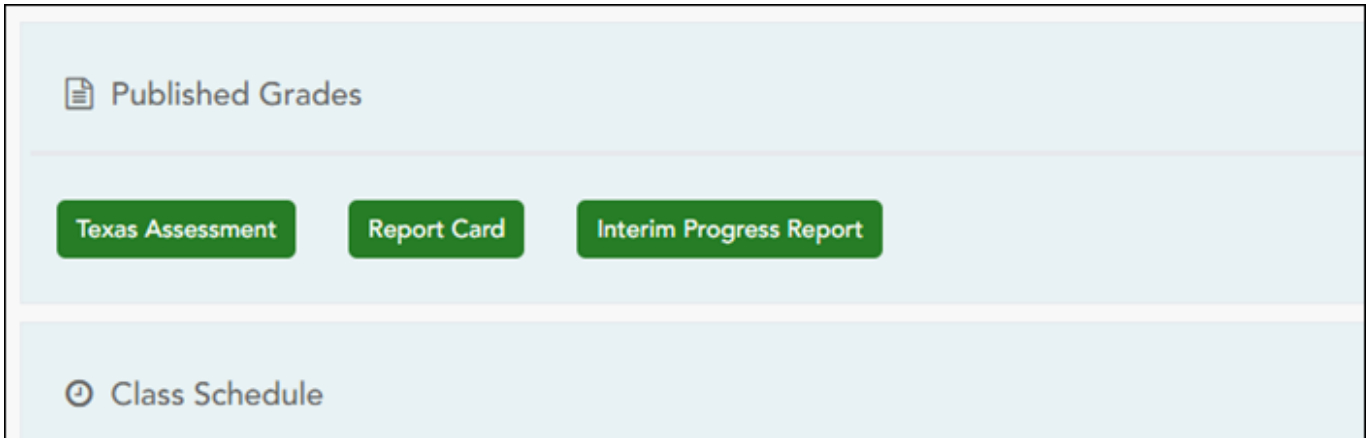 Published Grades
Texas Assessment Report Card Interim Progress Report
Class Schedule